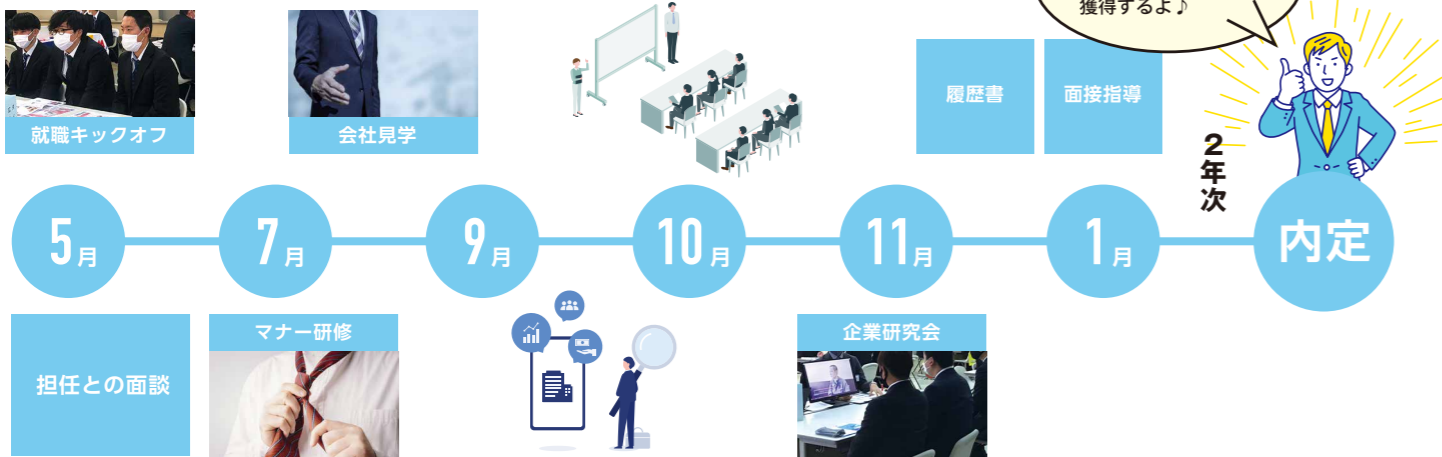 獲得するよ♪
就職キックオフ
会社見学
履歴書
面接指導
2年次
5月
7月
9月
10月
11月
1月
内定
担任との面談
マナー研修
企業研究会